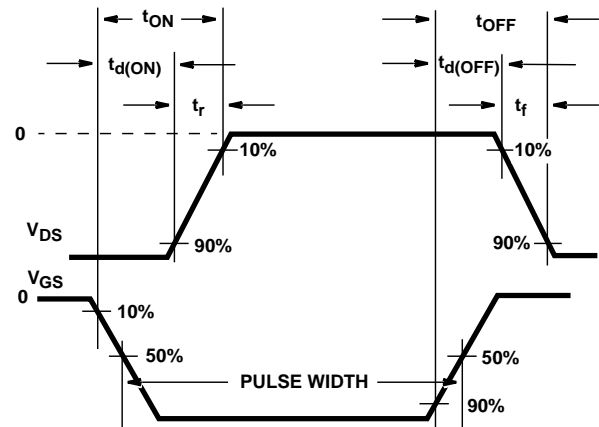 tON tOFF
td(ON) td(OFF)
tr tf
0
10% 10%
VDS 90% 90%
VGS
0
10%
50% 50%
PULSE WIDTH
90%